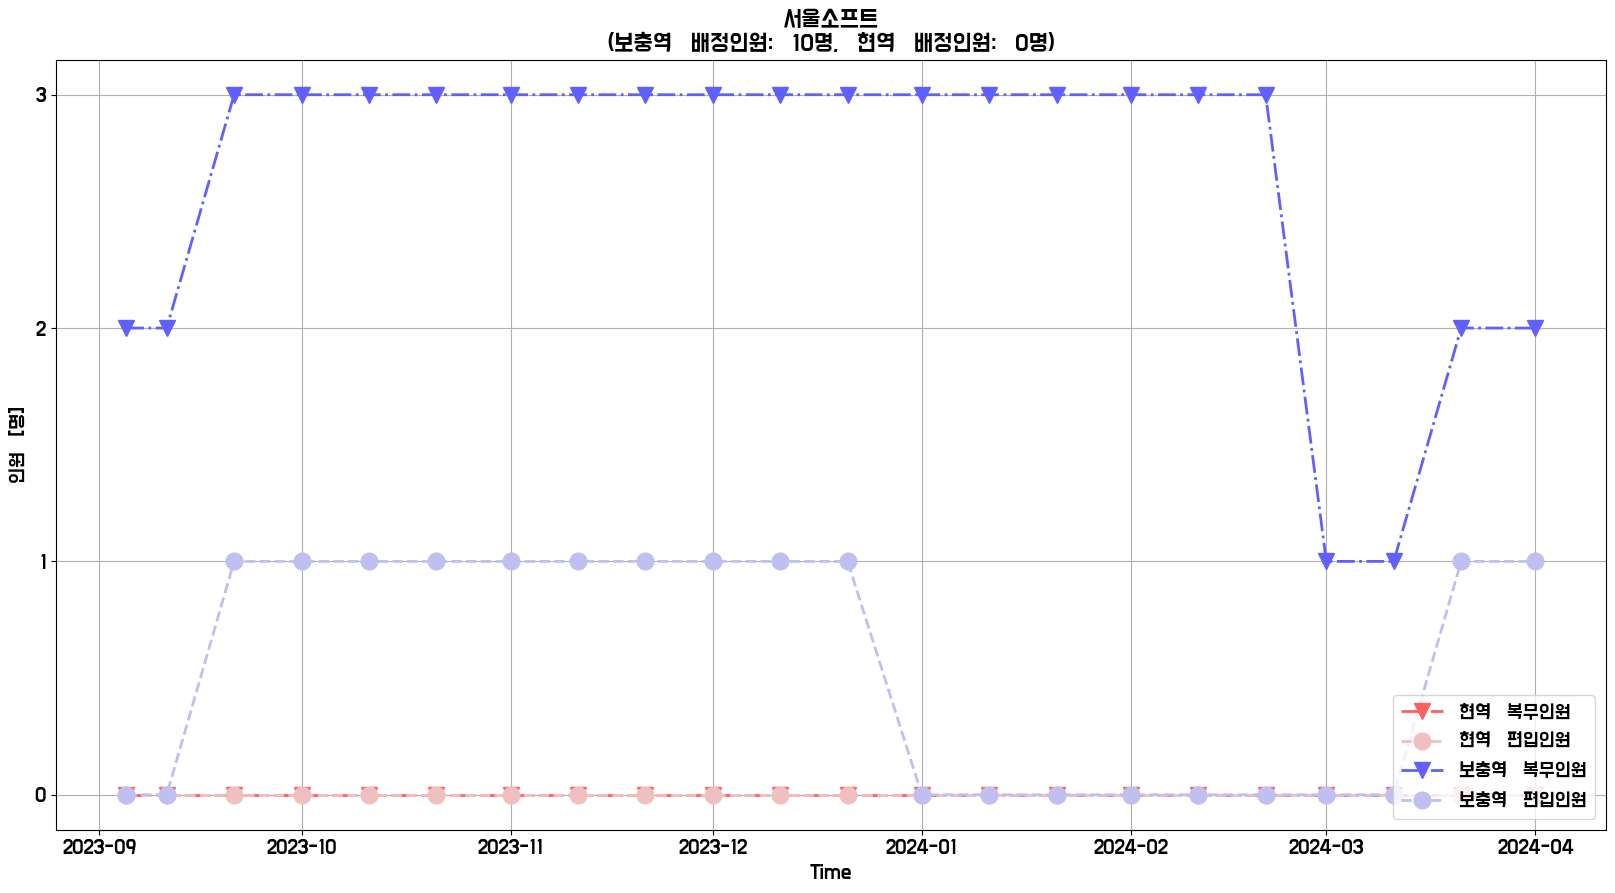 서울소프트
(보충역 배정인원: 10명, 현역 배정인원: 0명)
인원 [명]
3
2
1
0
2023-09 2023-10 2023-11 2023-12 2024-01 2024-02 2024-03 2024-04
Time
현역 복무인원
현역 편입인원
보충역 복무인원
보충역 편입인원